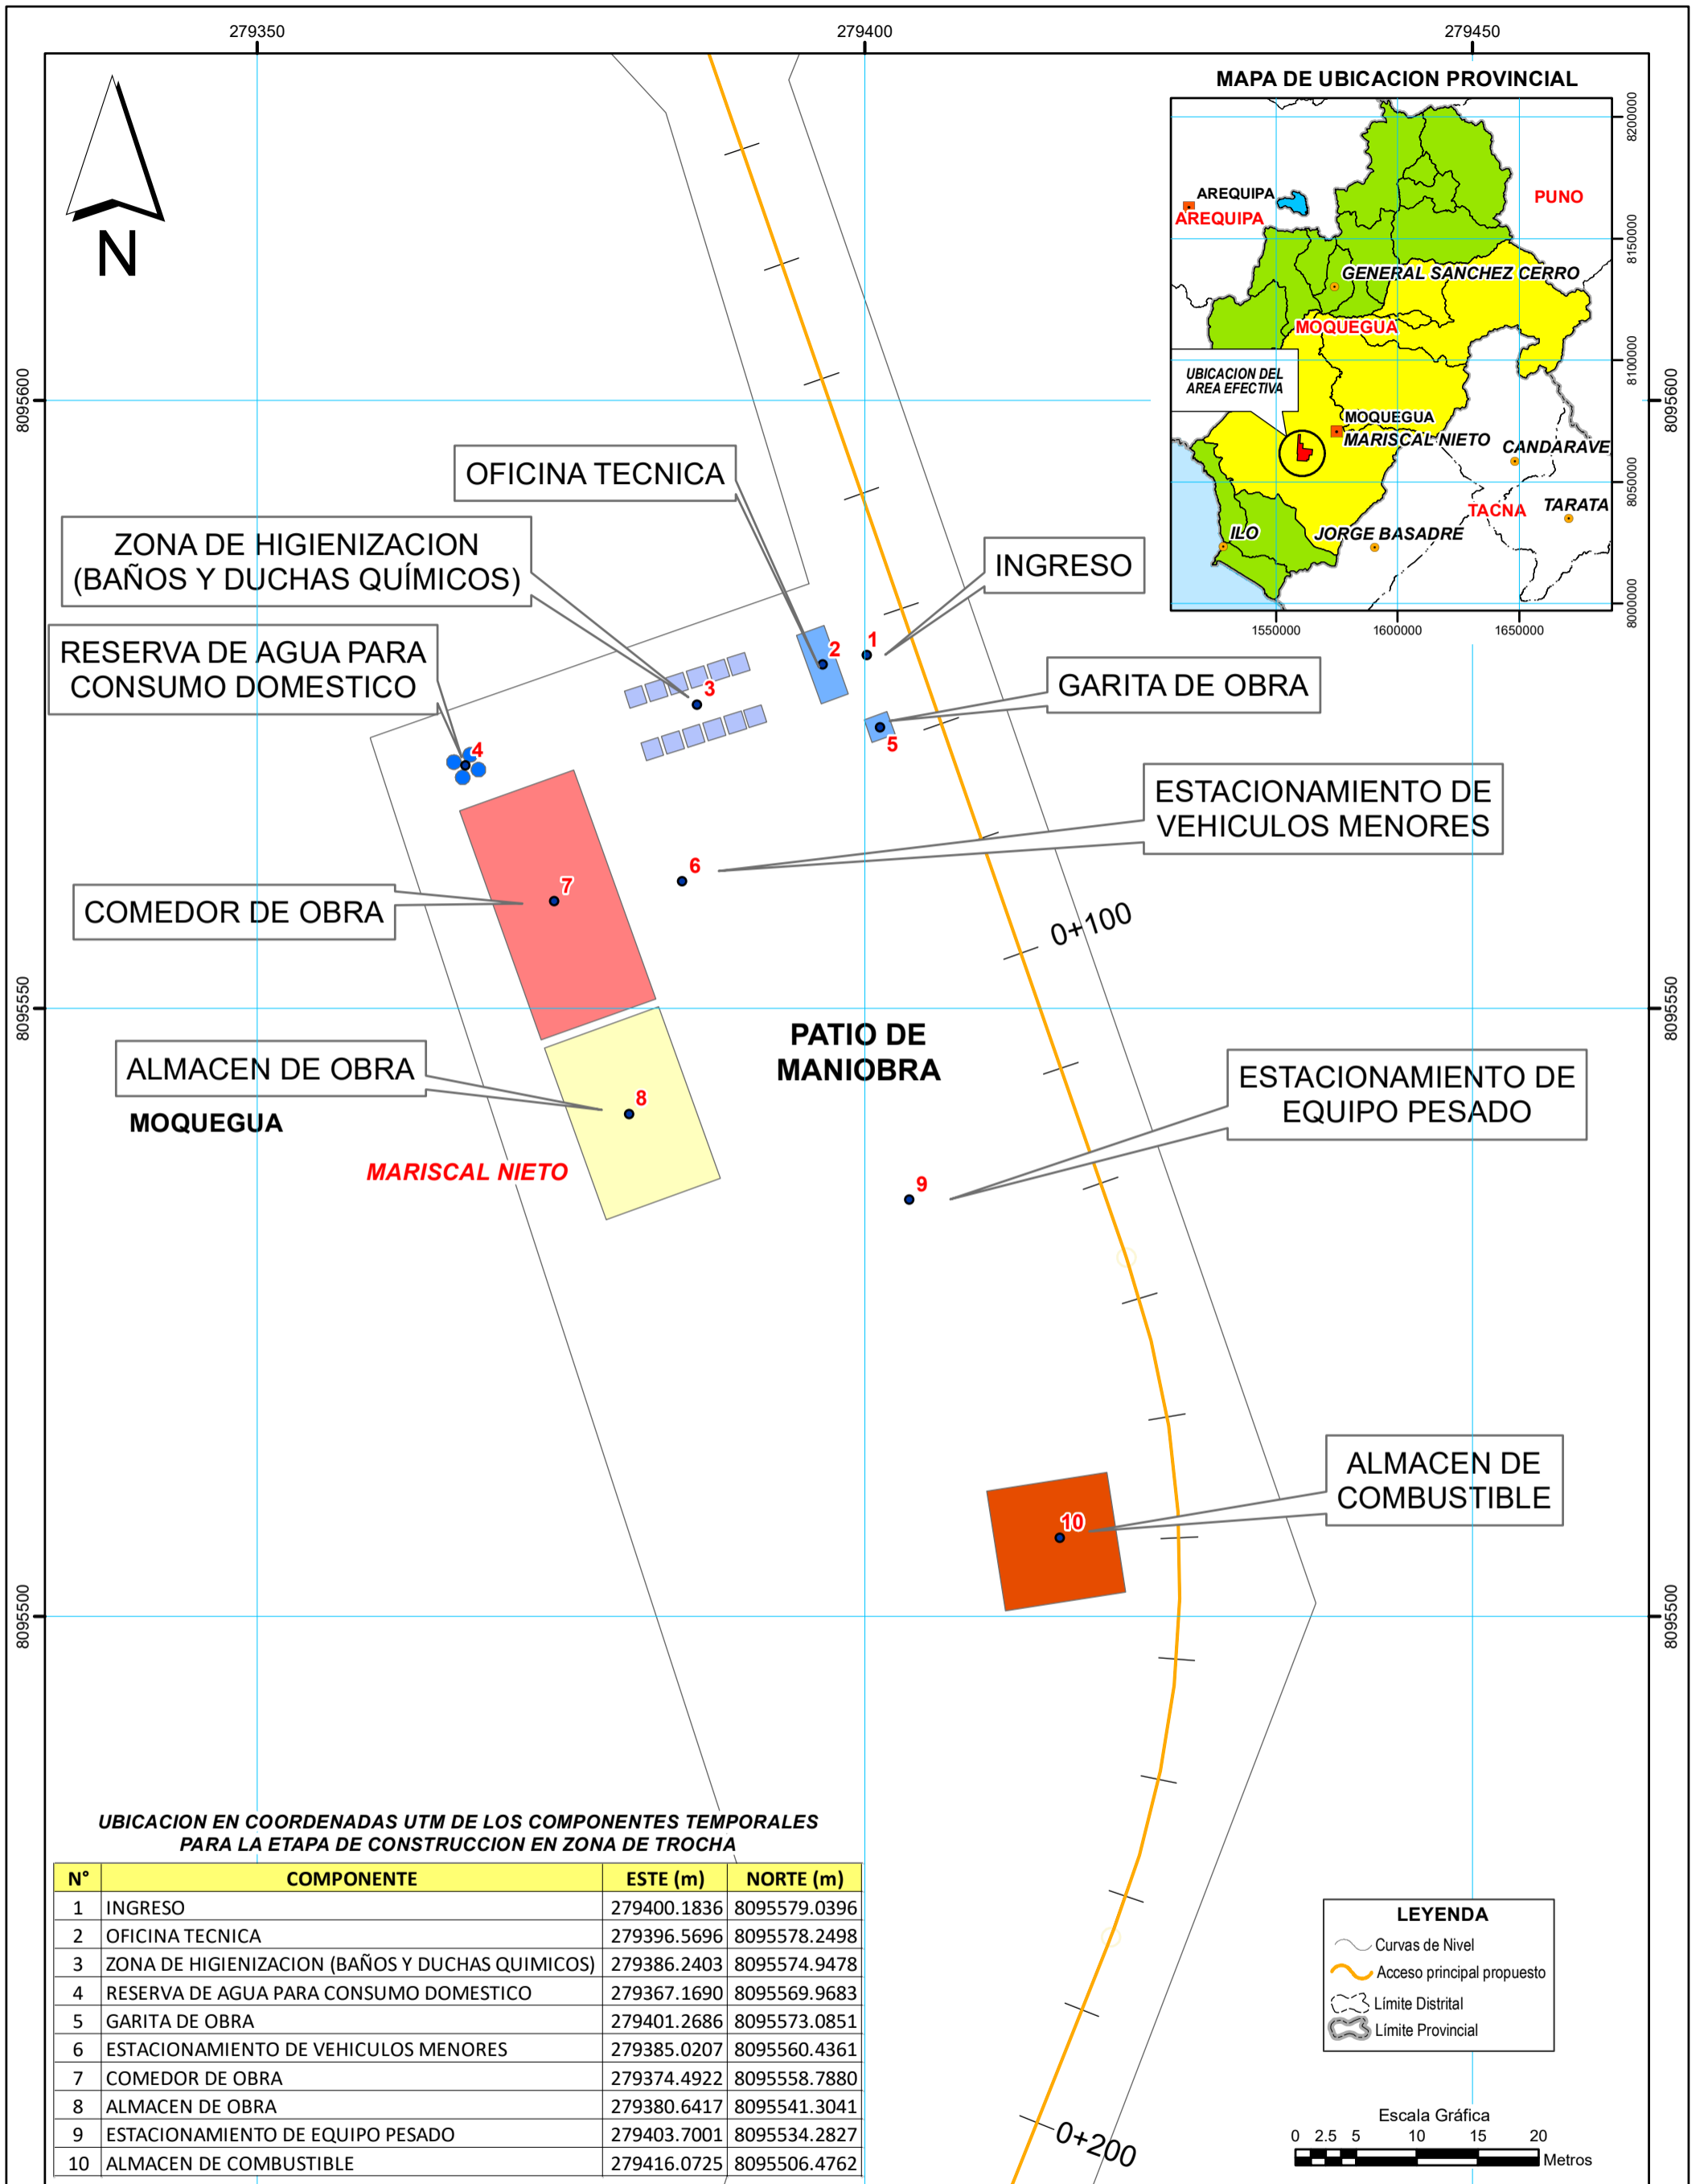 279350
279400
279450
MAPA DE UBICACION PROVINCIAL
8200000
8150000
8100000
8050000
8000000
1550000
1600000
1650000
AREQUIPA
AREQUIPA
PUNO
GENERAL SANCHEZ CERRO
MOQUEGUA
UBICACION DEL
AREA EFECTIVA
MOQUEGUA
MARISCAL NIETO
CANDARAVE
TACNA
TARATA
ILO
JORGE BASADRE
N
8095600
8095600
OFICINA TECNICA
ZONA DE HIGIENIZACION
(BAÑOS Y DUCHAS QUÍMICOS)
INGRESO
RESERVA DE AGUA PARA
CONSUMO DOMESTICO
GARITA DE OBRA
1
2
3
4
5
ESTACIONAMIENTO DE
VEHICULOS MENORES
6
7
COMEDOR DE OBRA
0+100
8095550
8095550
PATIO DE
MANIOBRA
ALMACEN DE OBRA
8
MOQUEGUA
MARISCAL NIETO
ESTACIONAMIENTO DE
EQUIPO PESADO
9
ALMACEN DE
COMBUSTIBLE
10
8095500
8095500
UBICACION EN COORDENADAS UTM DE LOS COMPONENTES TEMPORALES
PARA LA ETAPA DE CONSTRUCCION EN ZONA DE TROCHA
N° COMPONENTE ESTE (m) NORTE (m)
1 INGRESO 279400.1836 8095579.0396
2 OFICINA TECNICA 279396.5696 8095578.2498
3 ZONA DE HIGIENIZACION (BAÑOS Y DUCHAS QUIMICOS) 279386.2403 8095574.9478
4 RESERVA DE AGUA PARA CONSUMO DOMESTICO 279367.1690 8095569.9683
5 GARITA DE OBRA 279401.2686 8095573.0851
6 ESTACIONAMIENTO DE VEHICULOS MENORES 279385.0207 8095560.4361
7 COMEDOR DE OBRA 279374.4922 8095558.7880
8 ALMACEN DE OBRA 279380.6417 8095541.3041
9 ESTACIONAMIENTO DE EQUIPO PESADO 279403.7001 8095534.2827
10 ALMACEN DE COMBUSTIBLE 279416.0725 8095506.4762
0+200
LEYENDA
Curvas de Nivel
Acceso principal propuesto
Límite Distrital
Límite Provincial
Escala Gráfica
0 2.5 5 10 15 20
Metros